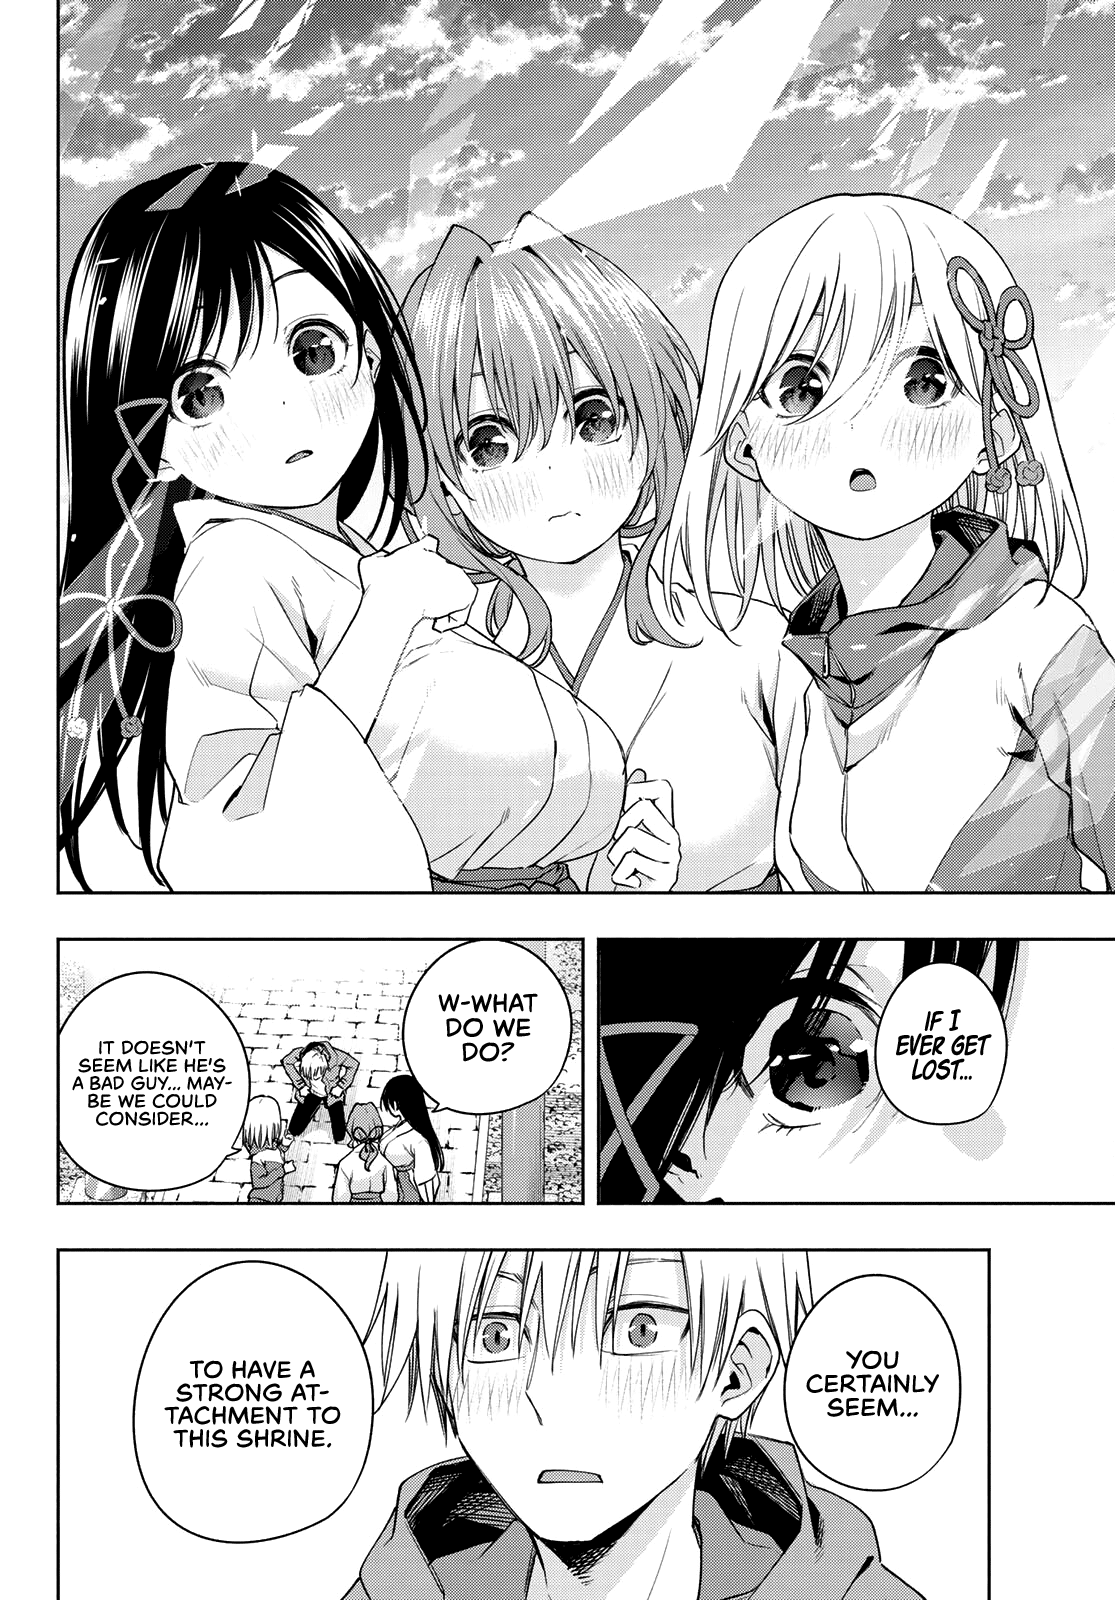 IF I
EVER GET
LOST...
W-WHAT
DO WE
DO?
IT DOESN'T
SEEM LIKE HE'S
A BAD GUY... MAY-
BE WE COULD
CONSIDER...
YOU
CERTAINLY
SEEM...
TO HAVE A
STRONG AT-
TACHMENT TO
THIS SHRINE.